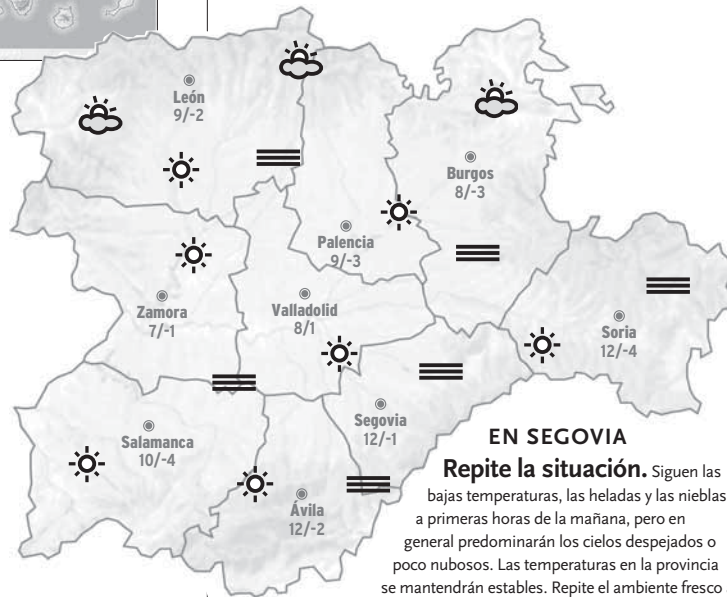 León
9/-2
Burgos
8/-3
Palencia
9/-3
Zamora
7/-1
Valladolid
8/1
Soria
12/-4
Segovia
12/-1
Salamanca
10/-4
Ávila
12/-2
EN SEGOVIA
Repite la situación. Siguen las
bajas temperaturas, las heladas y las nieblas
a primeras horas de la mañana, pero en
general predominarán los cielos despejados o
poco nubosos. Las temperaturas en la provincia
se mantendrán estables. Repite el ambiente fresco